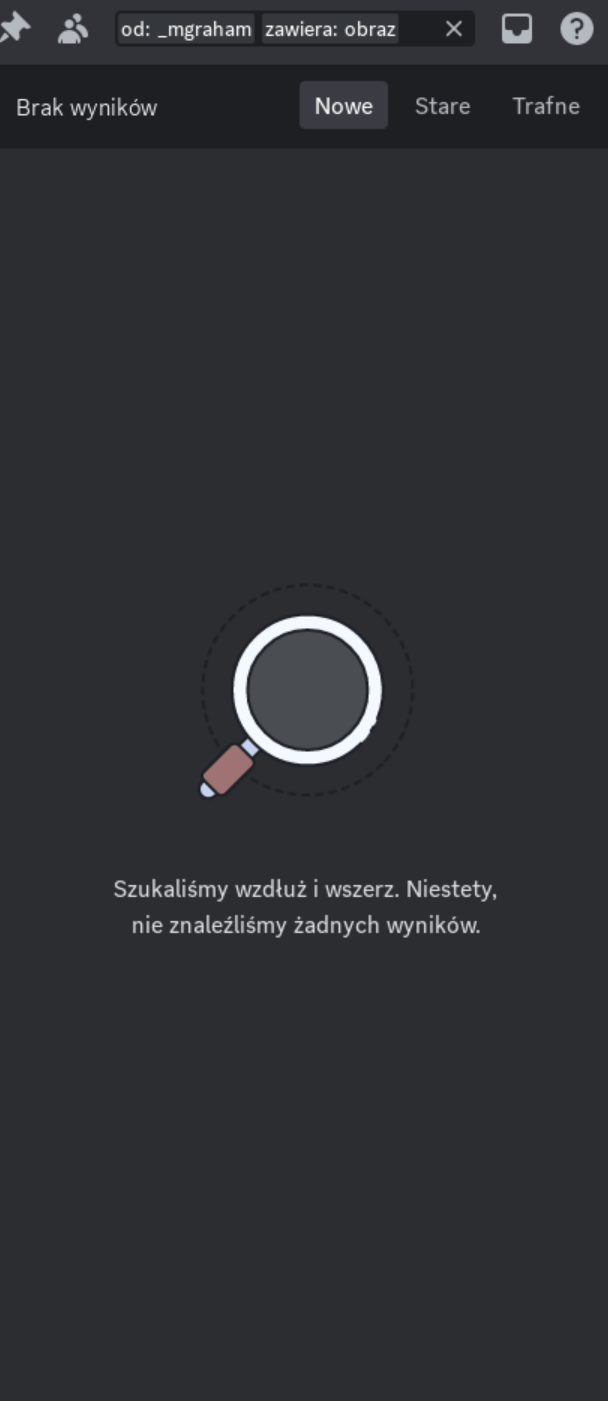 od: _mgraham zawiera: obraz
Brak wyników Nowe Stare Trafne
Szukaliśmy wzdłuż i wszerz. Niestety,
nie znaleźliśmy żadnych wyników.